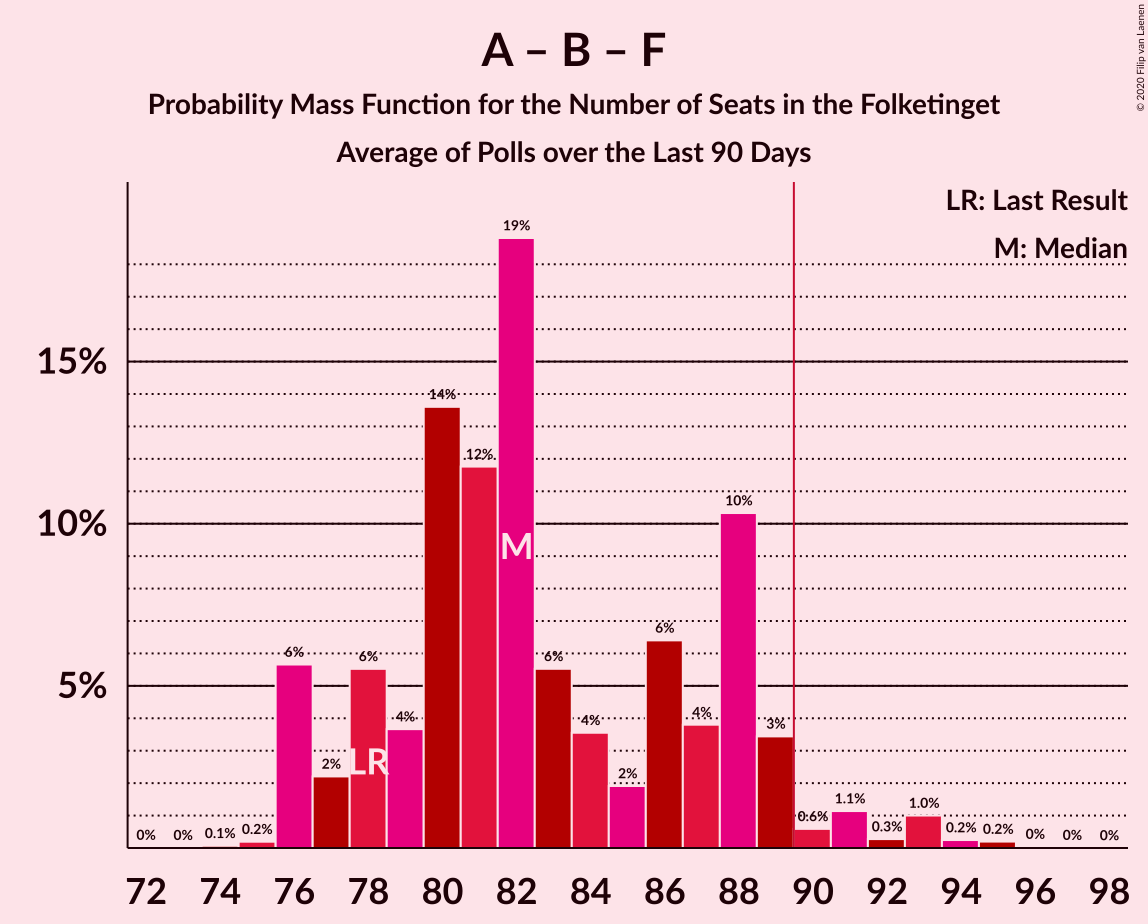 A – B – F
Probability Mass Function for the Number of Seats in the Folketinget
Average of Polls over the Last 90 Days
© 2020 Filip van Laenen
LR: Last Result
M: Median
15%
10%
5%
0% 0% 0.1% 0.2% 6% 2% 6% 4% 14% 12% 19% 6% 4% 2% 6% 4% 10% 3% 0.6% 1.1% 0.3% 1.0% 0.2% 0.2% 0% 0% 0%
LR
M
72 74 76 78 80 82 84 86 88 90 92 94 96 98